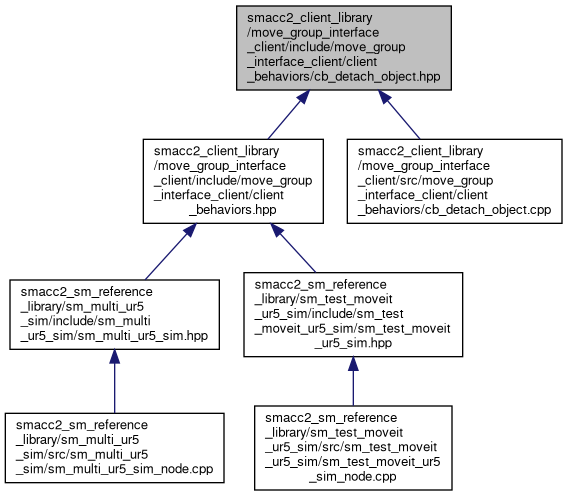 smacc2_client_library
/move_group_interface
_client/include/move_group
_interface_client/client
_behaviors/cb_detach_object.hpp
smacc2_client_library
/move_group_interface
_client/include/move_group
_interface_client/client
_behaviors.hpp
smacc2_client_library
/move_group_interface
_client/src/move_group
_interface_client/client
_behaviors/cb_detach_object.cpp
smacc2_sm_reference
_library/sm_multi_ur5
_sim/include/sm_multi
_ur5_sim/sm_multi_ur5_sim.hpp
smacc2_sm_reference
_library/sm_test_moveit
_ur5_sim/include/sm_test
_moveit_ur5_sim/sm_test_moveit
_ur5_sim.hpp
smacc2_sm_reference
_library/sm_multi_ur5
_sim/src/sm_multi_ur5
_sim/sm_multi_ur5_sim_node.cpp
smacc2_sm_reference
_library/sm_test_moveit
_ur5_sim/src/sm_test_moveit
_ur5_sim/sm_test_moveit_ur5
_sim_node.cpp